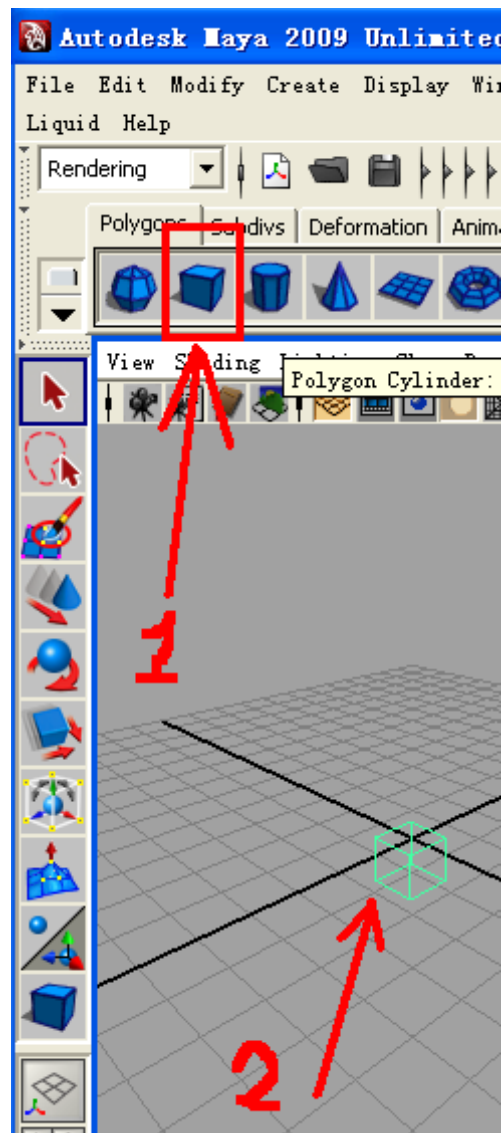 Autodesk Maya 2009 Unlimited
File Edit Modify Create Display
Liquid Help
Rendering
Polygons Subdivs Deformation
View Shading
Polygon Cylinder:
1
2